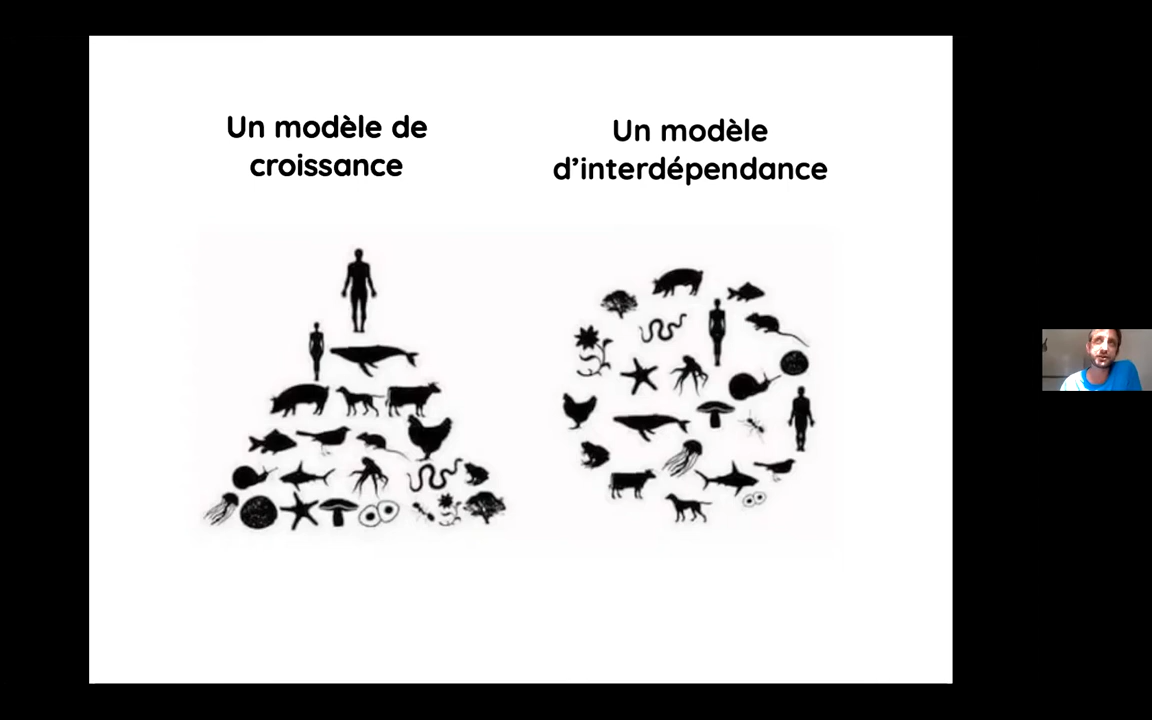 Un modèle de
croissance
Un modèle
d’interdépendance